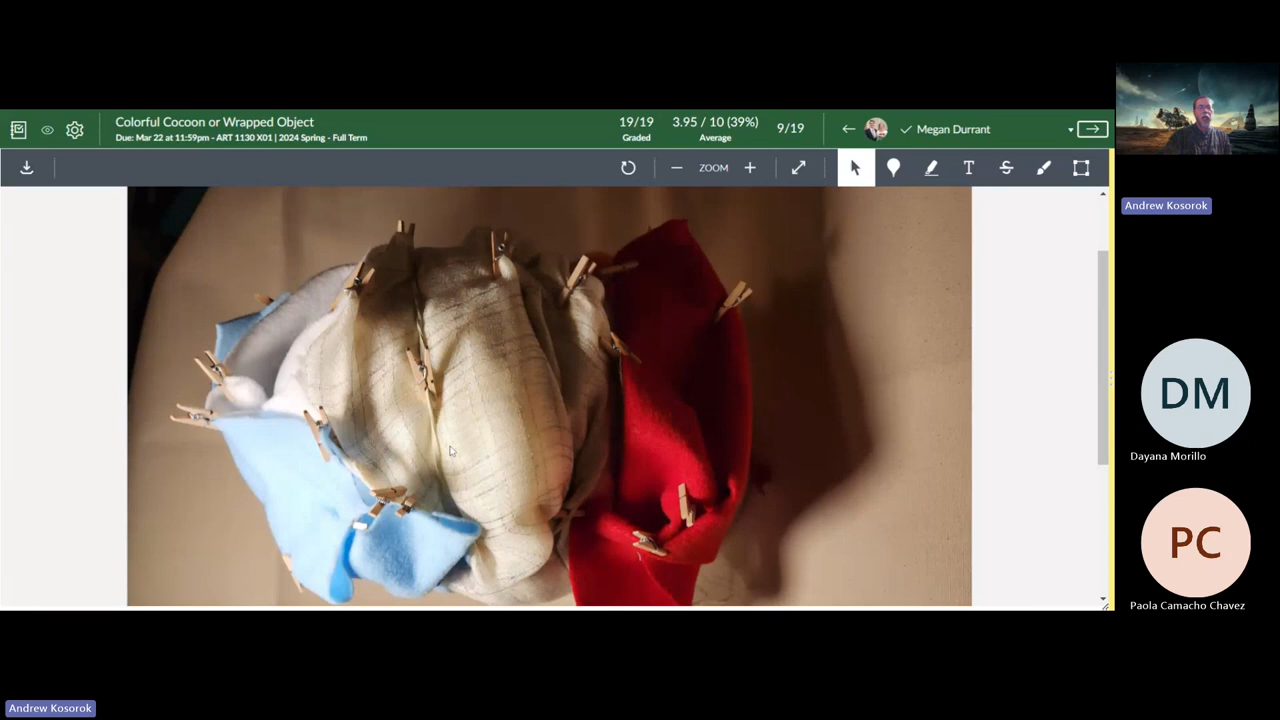 Colorful Cocoon or Wrapped Object
Due: Mar 22 at 11:59pm - ART 1130 X01 | 2024 Spring - Full Term
19/19
Graded
3.95 / 10 (39%)
Average
9/19
Megan Durrant
ZOOM
T
S
Andrew Kosorok
DM
Dayana Morillo
PC
Paola Camacho Chavez
Andrew Kosorok